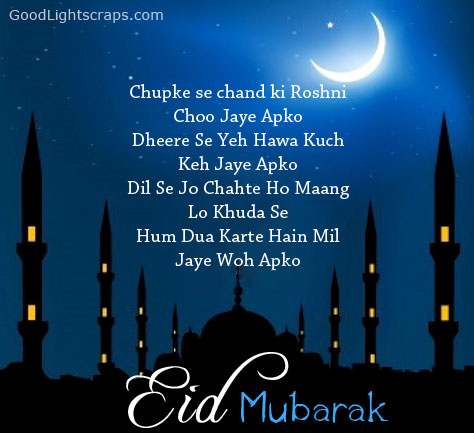 GoodLightscraps.com
Chupke se chand ki Roshni
Choo Jaye Apko
Dheere Se Yeh Hawa Kuch
Keh Jaye Apko
Dil Se Jo Chahte Ho Maang
Lo Khuda Se
Hum Dua Karte Hain Mil
Jaye Woh Apko
Eid Mubarak